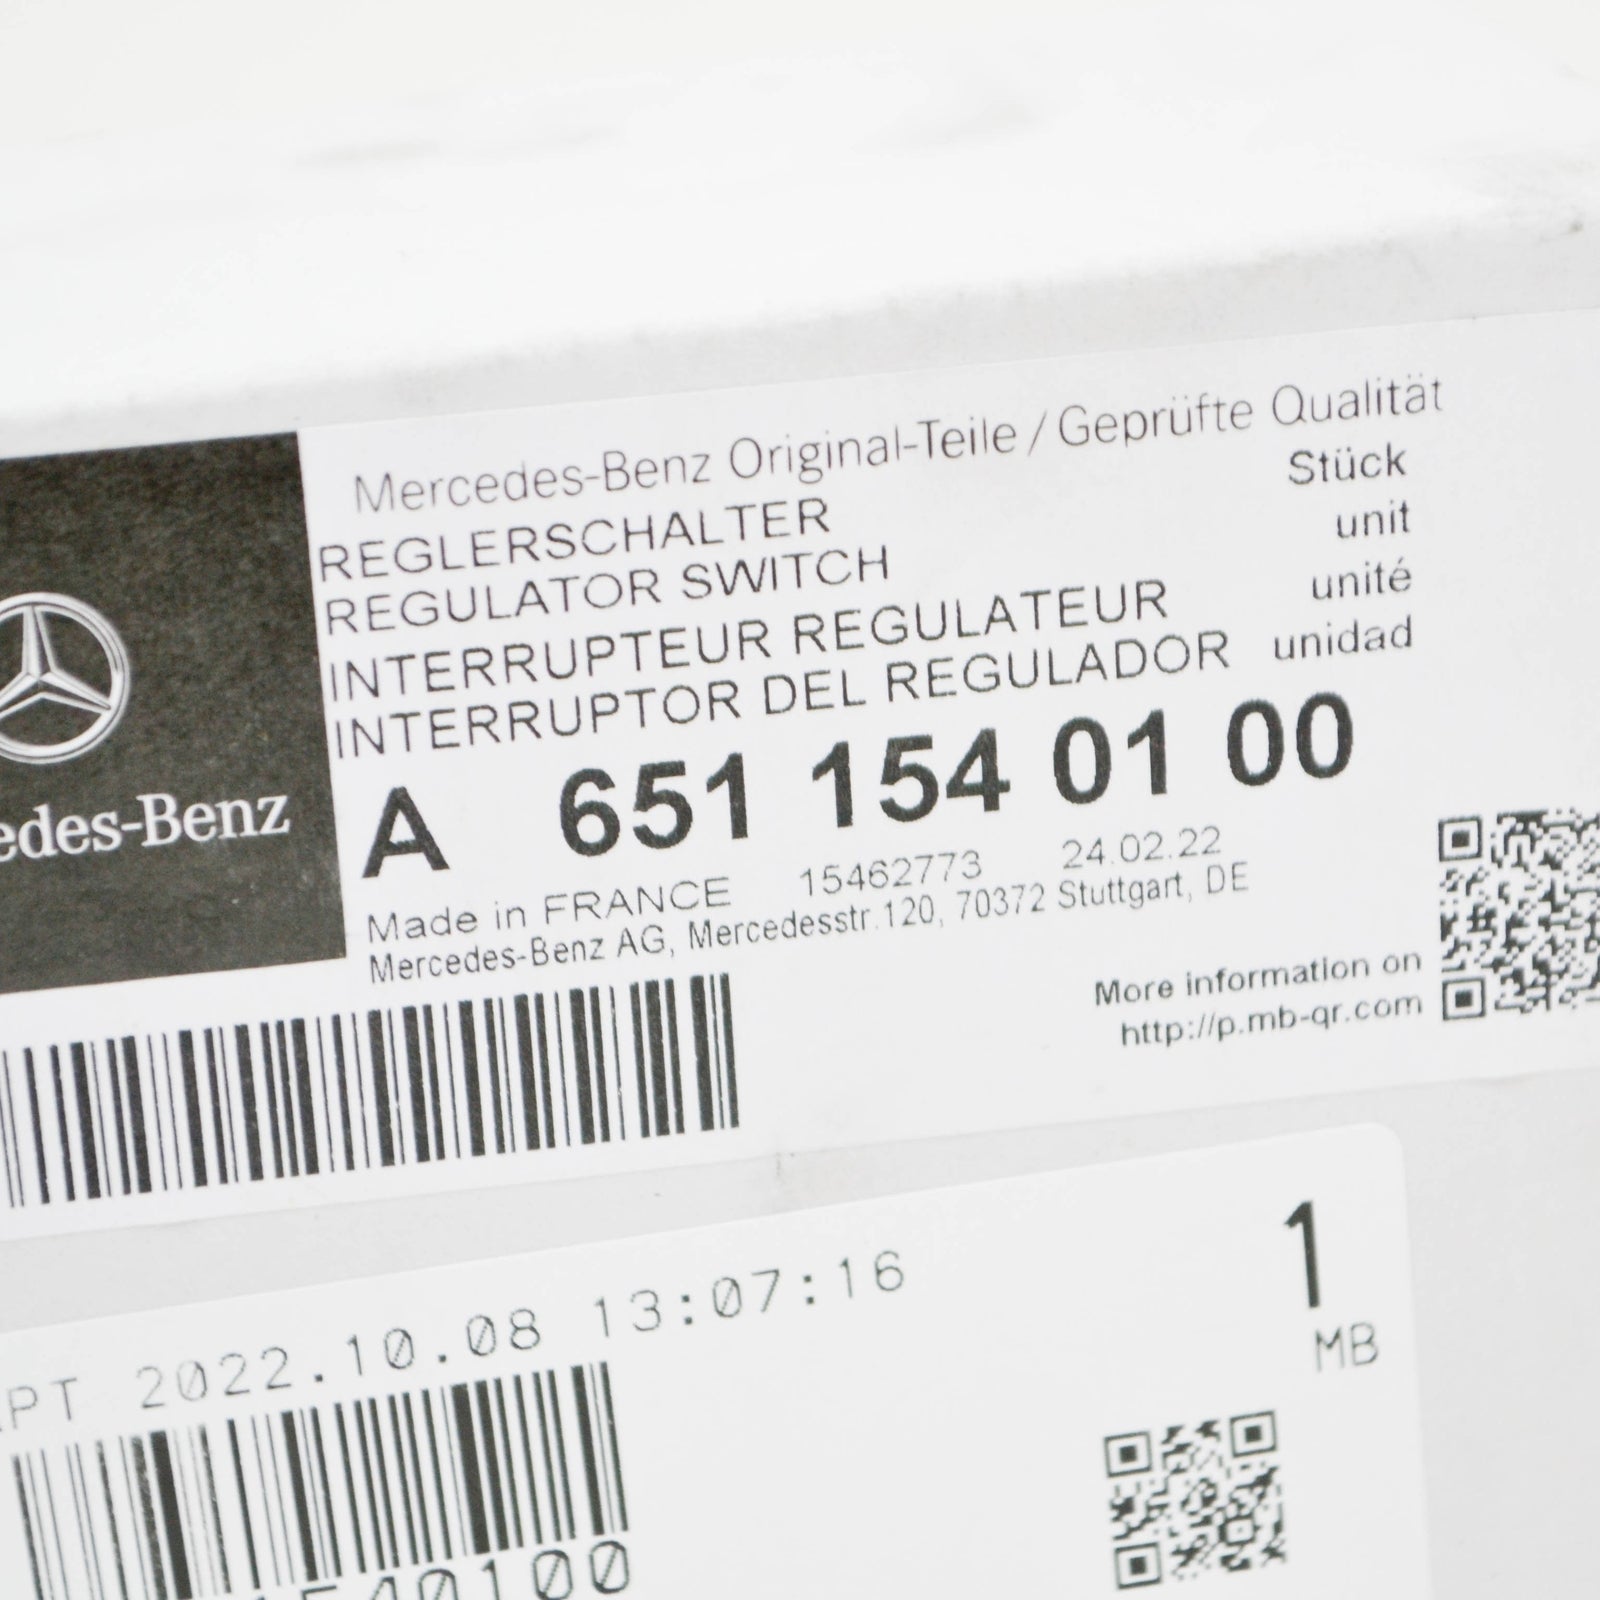 Mercedes-Benz Original-Teile / Geprüfte Qualität
REGLERSCHALTER
Stück
REGULATOR SWITCH
unit
INTERRUPTEUR REGULATEUR
unité
INTERRUPTOR DEL REGULADOR
unidad
A 651 154 01 00
Made in FRANCE 15462773 24.02.22
Mercedes-Benz AG, Mercedesstr.120, 70372 Stuttgart, DE
edes-Benz
More information on
http://p.mb-qr.com
PT 2022.10.08 13:07:16
1
MB
1540100